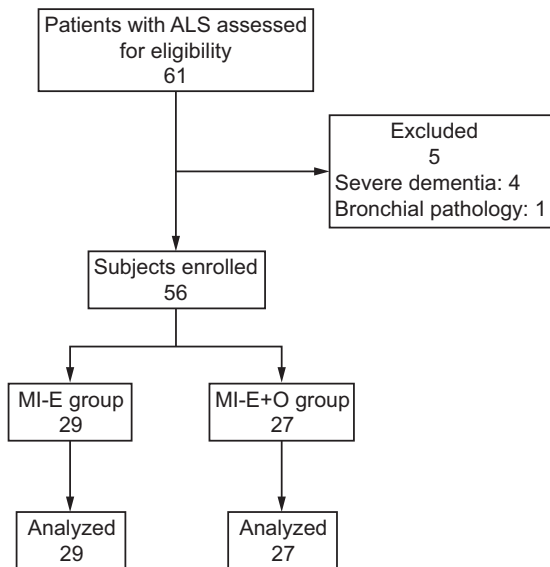 Patients with ALS assessed
for eligibility
61
Excluded
5
Severe dementia: 4
Bronchial pathology: 1
Subjects enrolled
56
MI-E group
29
MI-E+O group
27
Analyzed
29
Analyzed
27